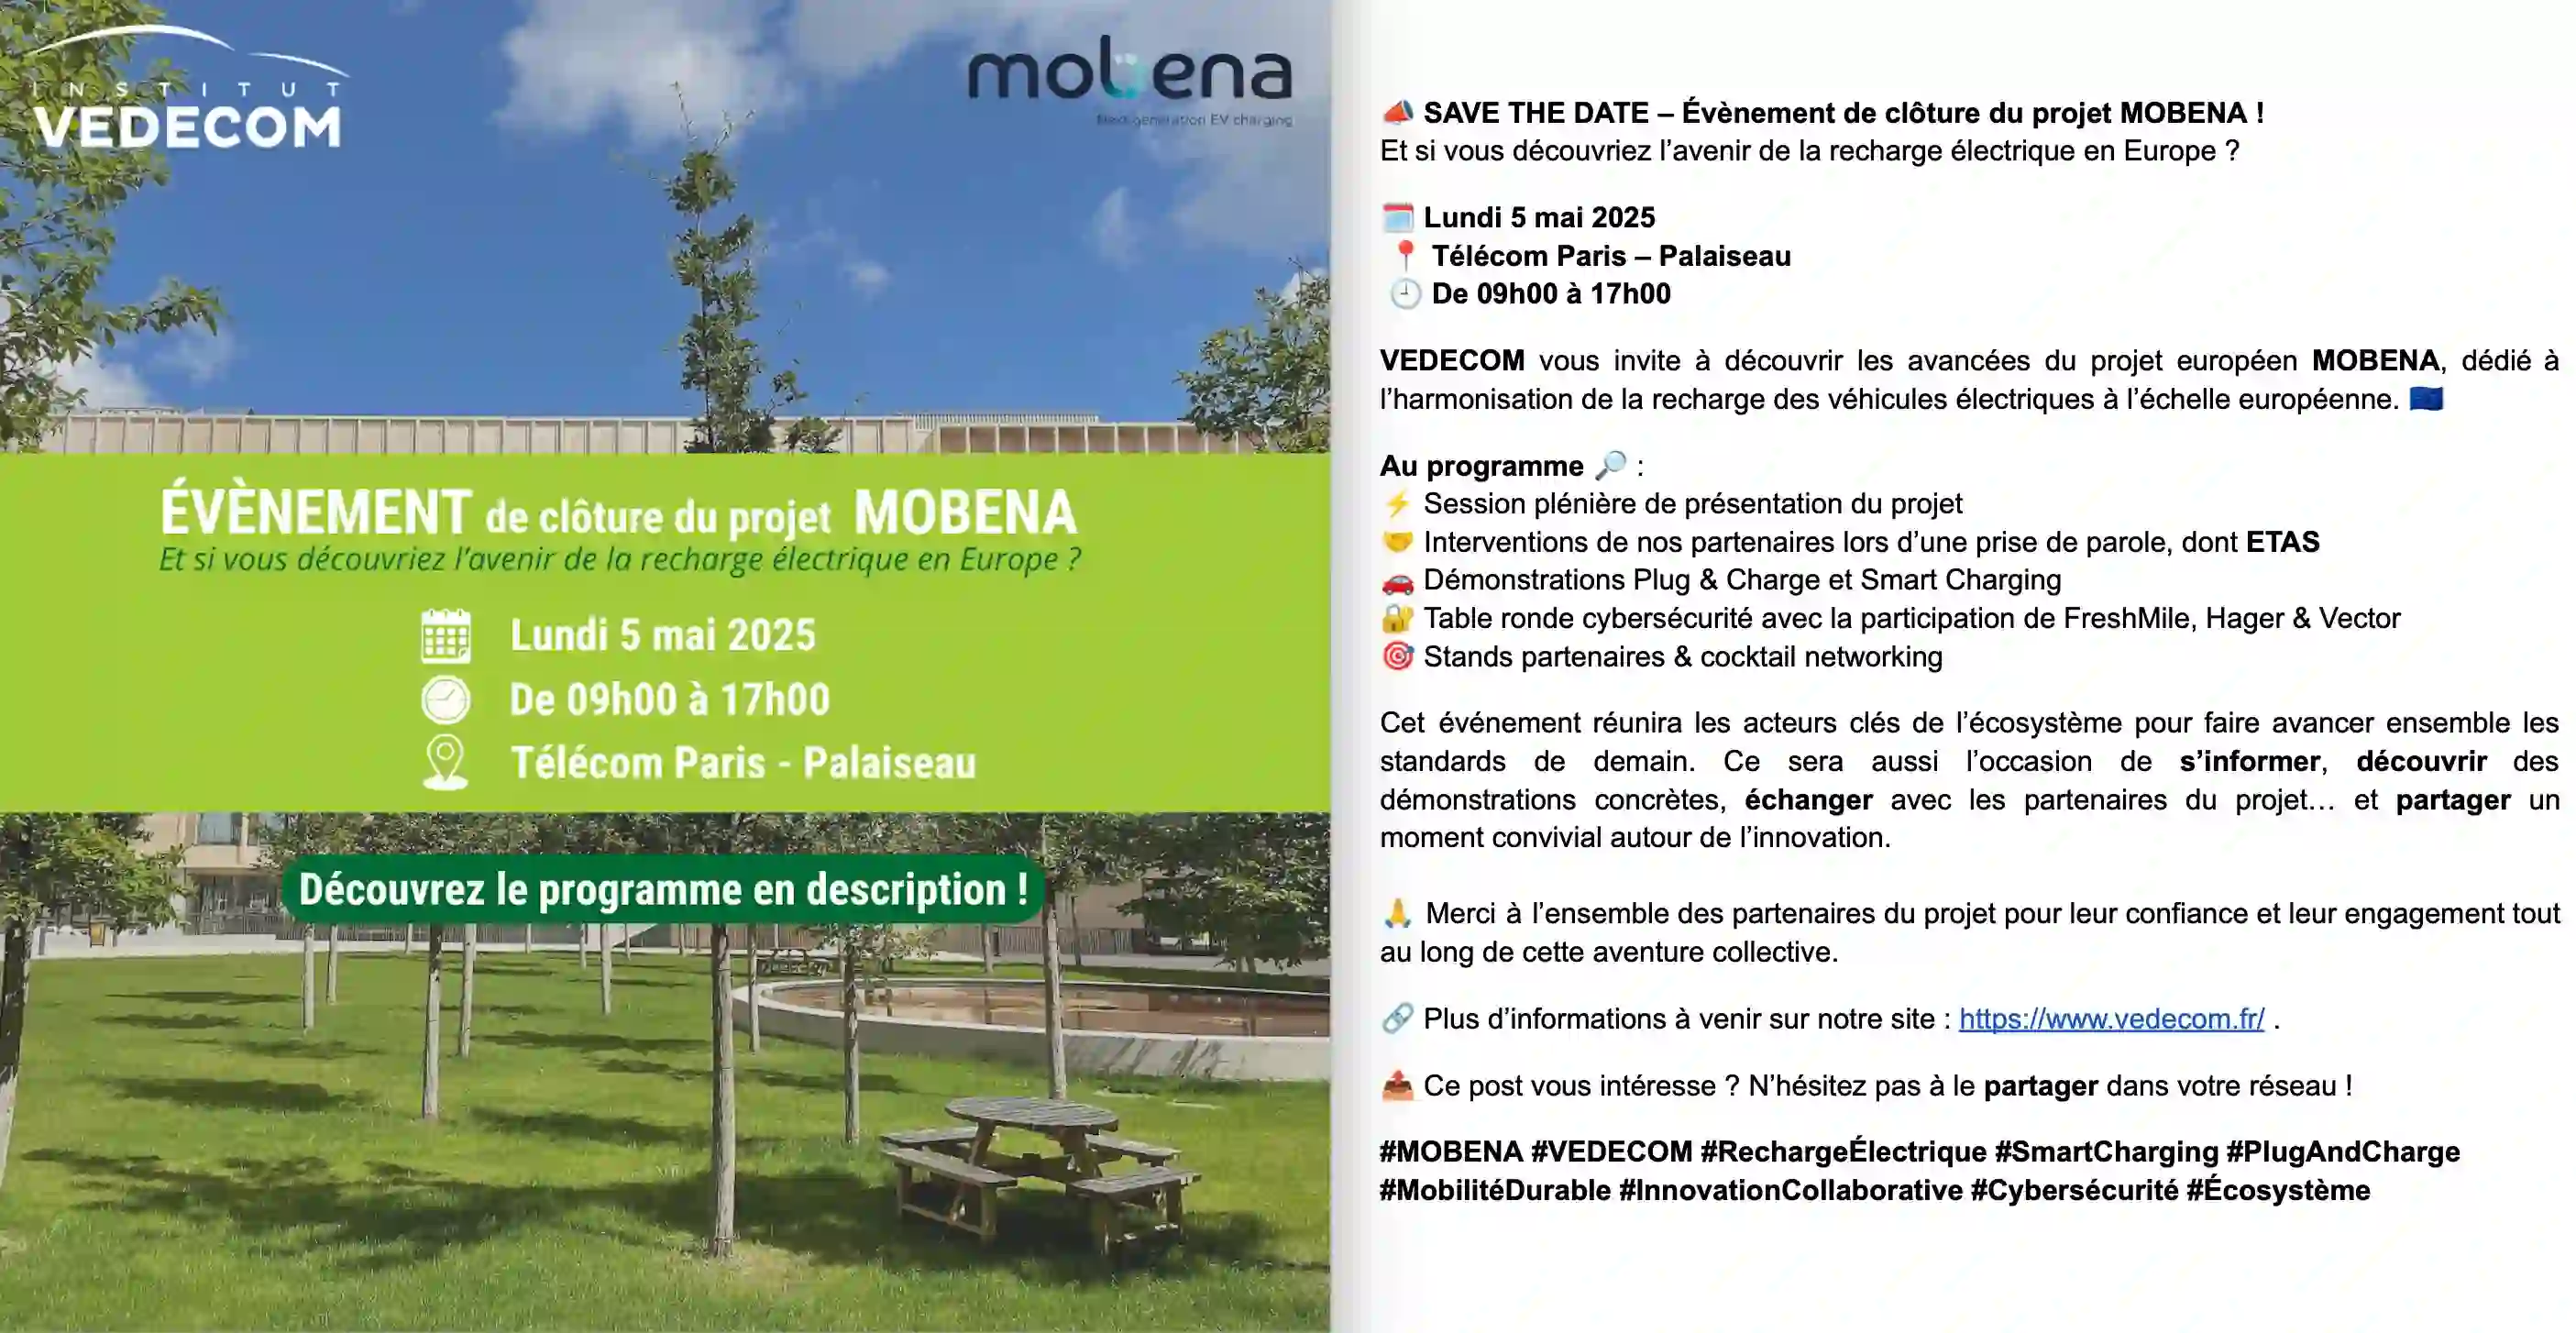 INSTITUT
VEDECOM
mobena
Next generation EV charging
ÉVÈNEMENT de clôture du projet MOBENA
Et si vous découvriez l'avenir de la recharge électrique en Europe ?
Lundi 5 mai 2025
De 09h00 à 17h00
Télécom Paris - Palaiseau
Découvrez le programme en description !
📣 SAVE THE DATE – Évènement de clôture du projet MOBENA !
Et si vous découvriez l’avenir de la recharge électrique en Europe ?
🗓️ Lundi 5 mai 2025
📍 Télécom Paris – Palaiseau
🕘 De 09h00 à 17h00
VEDECOM vous invite à découvrir les avancées du projet européen MOBENA, dédié à
l’harmonisation de la recharge des véhicules électriques à l’échelle européenne. 🇪🇺
Au programme 🔎 :
⚡ Session plénière de présentation du projet
🤝 Interventions de nos partenaires lors d’une prise de parole, dont ETAS
🚗 Démonstrations Plug & Charge et Smart Charging
🔐 Table ronde cybersécurité avec la participation de FreshMile, Hager & Vector
🎯 Stands partenaires & cocktail networking
Cet événement réunira les acteurs clés de l’écosystème pour faire avancer ensemble les
standards de demain. Ce sera aussi l’occasion de s’informer, découvrir des
démonstrations concrètes, échanger avec les partenaires du projet… et partager un
moment convivial autour de l’innovation.
🙏 Merci à l’ensemble des partenaires du projet pour leur confiance et leur engagement tout
au long de cette aventure collective.
🔗 Plus d’informations à venir sur notre site : https://www.vedecom.fr/ .
📤 Ce post vous intéresse ? N’hésitez pas à le partager dans votre réseau !
#MOBENA #VEDECOM #RechargeÉlectrique #SmartCharging #PlugAndCharge
#MobilitéDurable #InnovationCollaborative #Cybersécurité #Écosystème